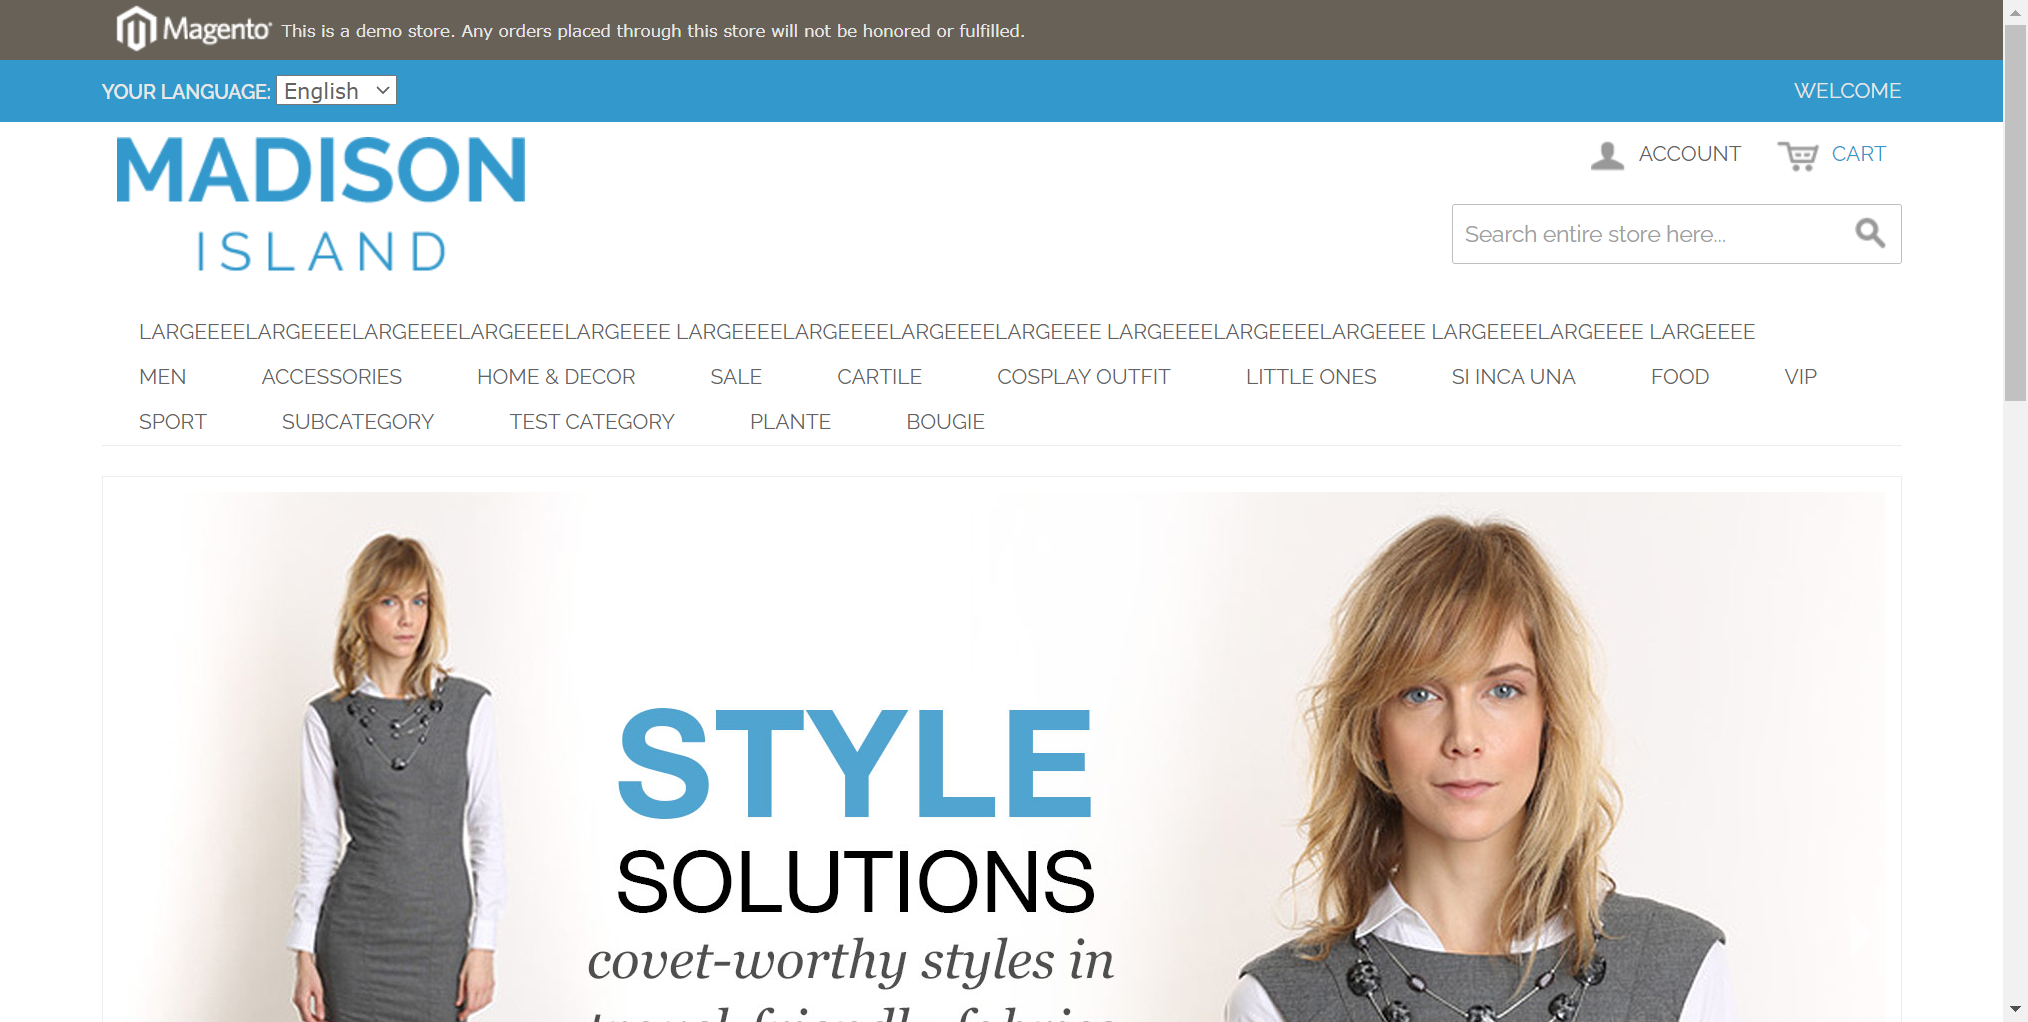 Magento This is a demo store. Any orders placed through this store will not be honored or fulfilled.
YOUR LANGUAGE: English WELCOME
MADISON
ISLAND
ACCOUNT CART
Search entire store here...
LARGEEEELARGEEEELARGEEEELARGEEEELARGEEEE LARGEEEELARGEEEELARGEEEELARGEEEE LARGEEEELARGEEEELARGEEEE LARGEEEELARGEEEE LARGEEEE
MEN ACCESSORIES HOME & DECOR SALE CARTILE COSPLAY OUTFIT LITTLE ONES SI INCA UNA FOOD VIP
SPORT SUBCATEGORY TEST CATEGORY PLANTE BOUGIE
STYLE
SOLUTIONS
covet-worthy styles in
travel-friendly fabrics